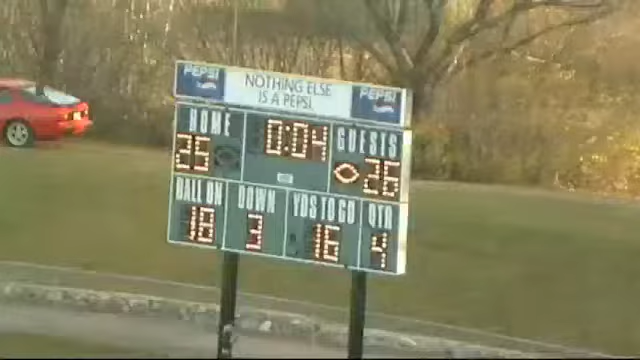 PEPSI NOTHING ELSE PEPSI
IS A PEPSI.
HOME 0:04 GUESTS
25 26
BALL ON DOWN YDS TO GO QTR
18 3 16 4